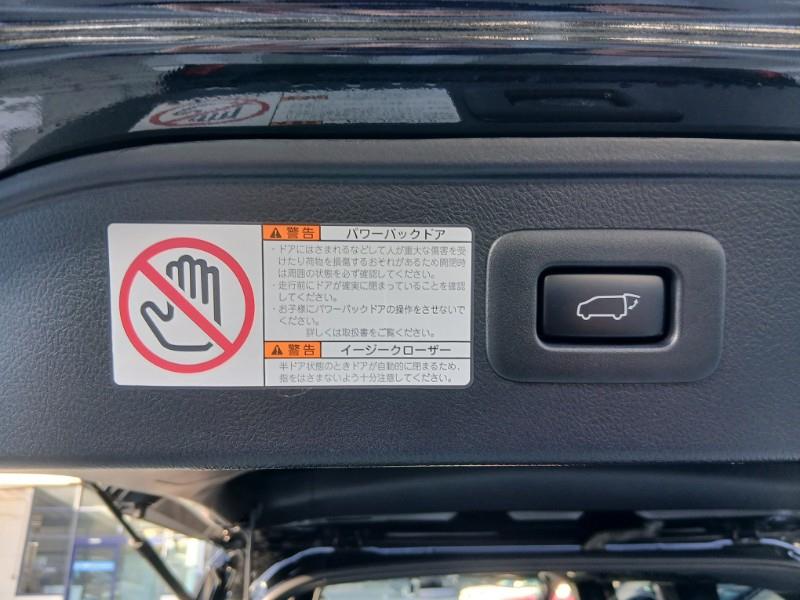 警告 パワーバックドア
・ドアにはさまれるなどして人が重大な傷害を受
けたり荷物を損傷するおそれがあるため開閉時
は周囲の状態を必ず確認してください。
・走行前にドアが確実に閉まっていることを確認
してください。
・お子様にパワーバックドアの操作をさせないで
ください。
詳しくは取扱書をご覧ください。
警告 イージークローザー
半ドア状態のときドアが自動的に閉まるため、
指をはさまないよう十分注意してください。